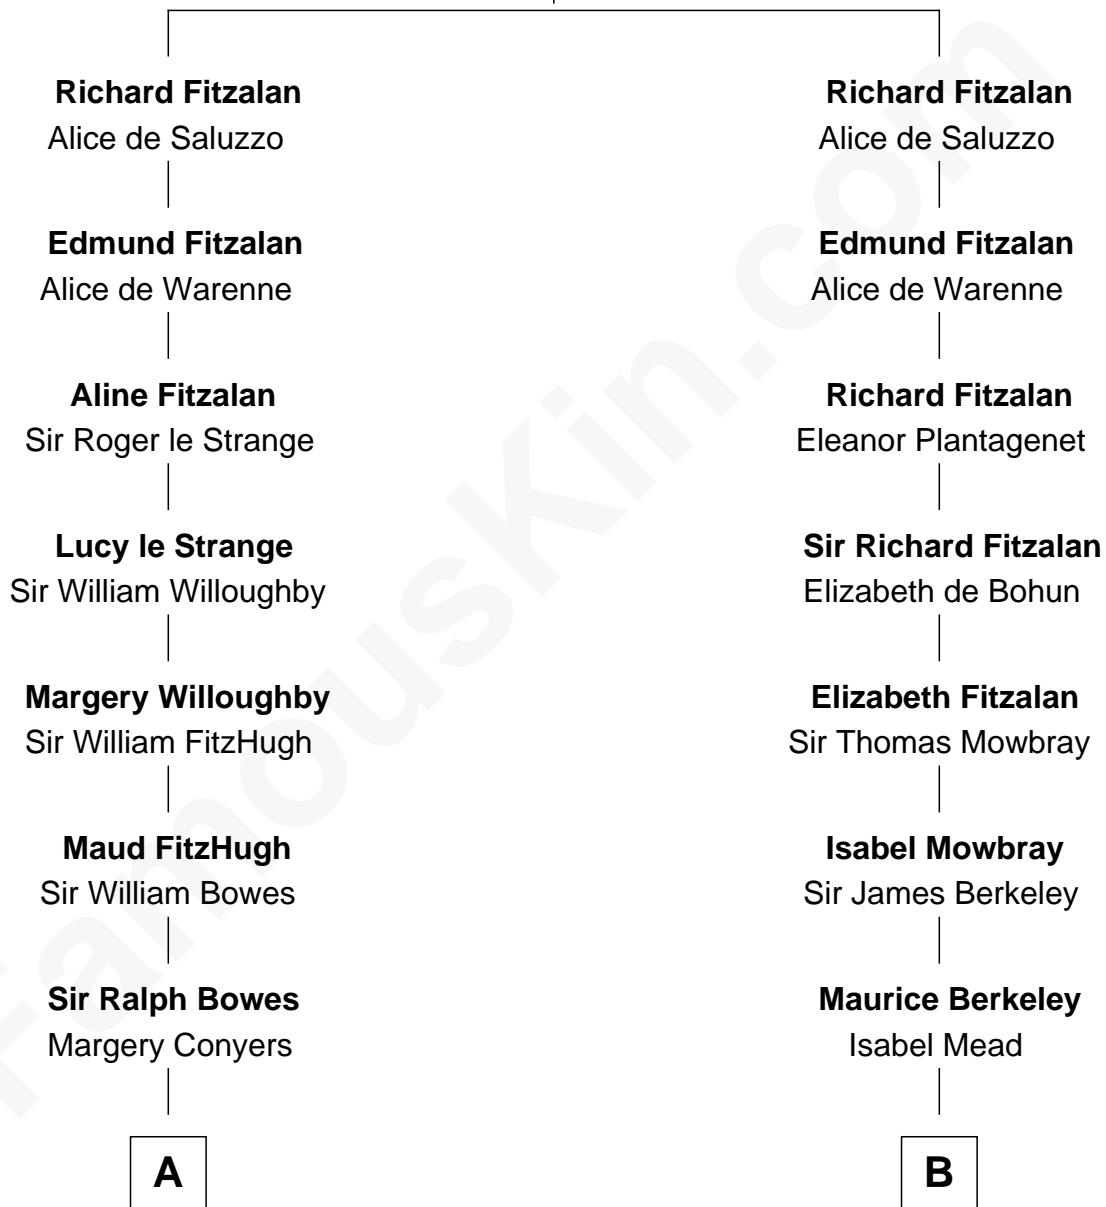 Richard Fitzalan
Alice de Saluzzo
Edmund Fitzalan
Alice de Warenne
Aline Fitzalan
Sir Roger le Strange
Lucy le Strange
Sir William Willoughby
Margery Willoughby
Sir William FitzHugh
Maud FitzHugh
Sir William Bowes
Sir Ralph Bowes
Margery Conyers
A
Richard Fitzalan
Alice de Saluzzo
Edmund Fitzalan
Alice de Warenne
Richard Fitzalan
Eleanor Plantagenet
Sir Richard Fitzalan
Elizabeth de Bohun
Elizabeth Fitzalan
Sir Thomas Mowbray
Isabel Mowbray
Sir James Berkeley
Maurice Berkeley
Isabel Mead
B
FamousKin.com